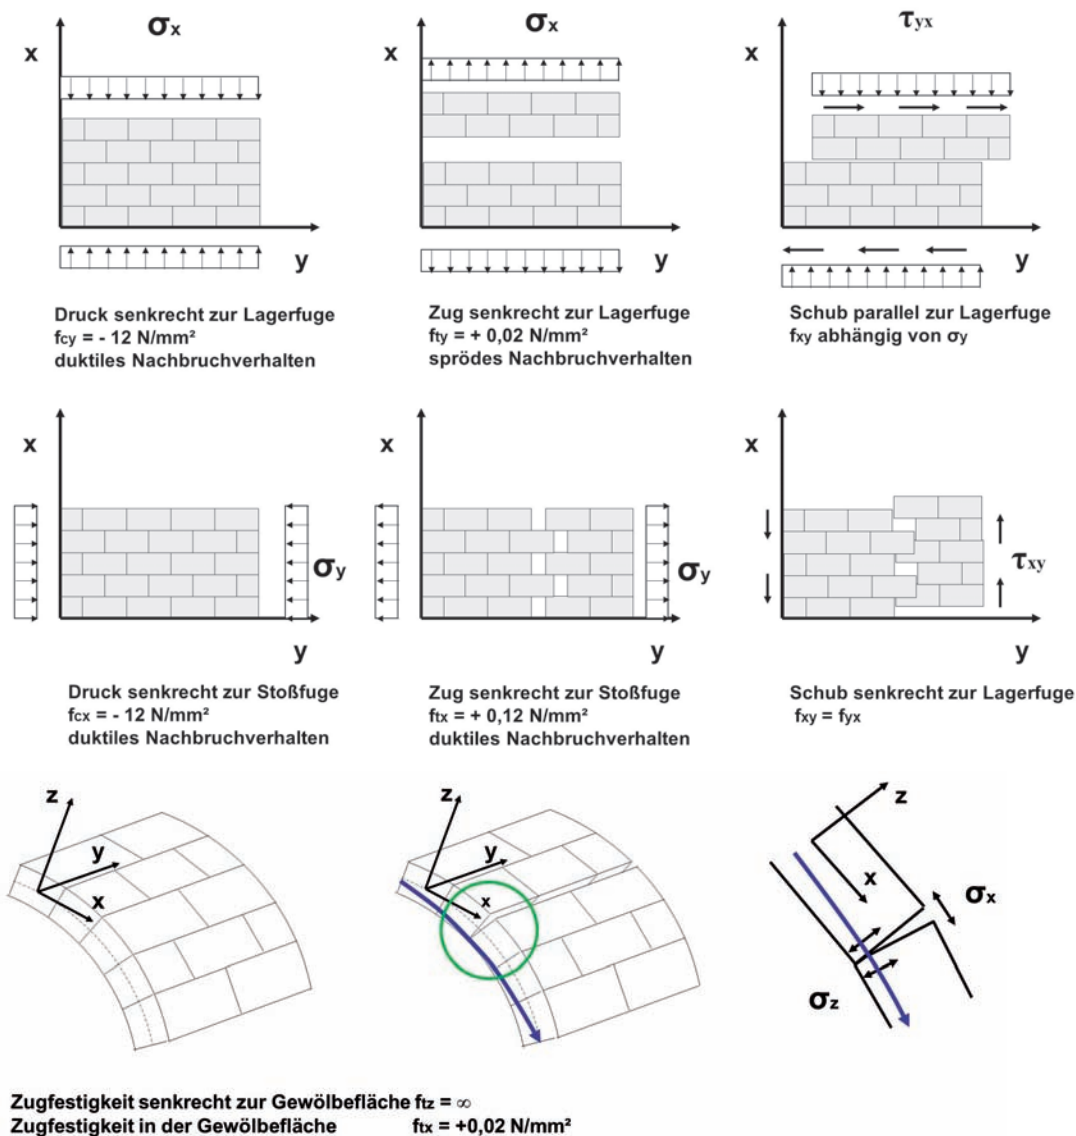 σx
x
y
Druck senkrecht zur Lagerfuge
fcy = - 12 N/mm²
duktiles Nachbruchverhalten
σx
x
y
Zug senkrecht zur Lagerfuge
fty = + 0,02 N/mm²
sprödes Nachbruchverhalten
τyx
x
y
Schub parallel zur Lagerfuge
fxy abhängig von σy
x
σy
y
Druck senkrecht zur Stoßfuge
fcx = - 12 N/mm²
duktiles Nachbruchverhalten
x
σy
y
Zug senkrecht zur Stoßfuge
ftx = + 0,12 N/mm²
duktiles Nachbruchverhalten
x
τxy
y
Schub senkrecht zur Lagerfuge
fxy = fyx
z
y
x
z
y
x
z
x
σx
σz
Zugfestigkeit senkrecht zur Gewölbefläche ftz = ∞
Zugfestigkeit in der Gewölbefläche ftx = +0,02 N/mm²